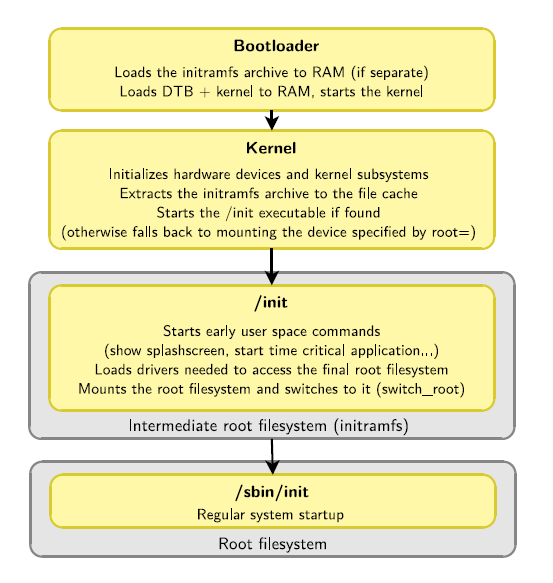 Bootloader
Loads the initramfs archive to RAM (if separate)
Loads DTB + kernel to RAM, starts the kernel
Kernel
Initializes hardware devices and kernel subsystems
Extracts the initramfs archive to the file cache
Starts the /init executable if found
(otherwise falls back to mounting the device specified by root=)
/init
Starts early user space commands
(show splashscreen, start time critical application...)
Loads drivers needed to access the final root filesystem
Mounts the root filesystem and switches to it (switch_root)
Intermediate root filesystem (initramfs)
/sbin/init
Regular system startup
Root filesystem